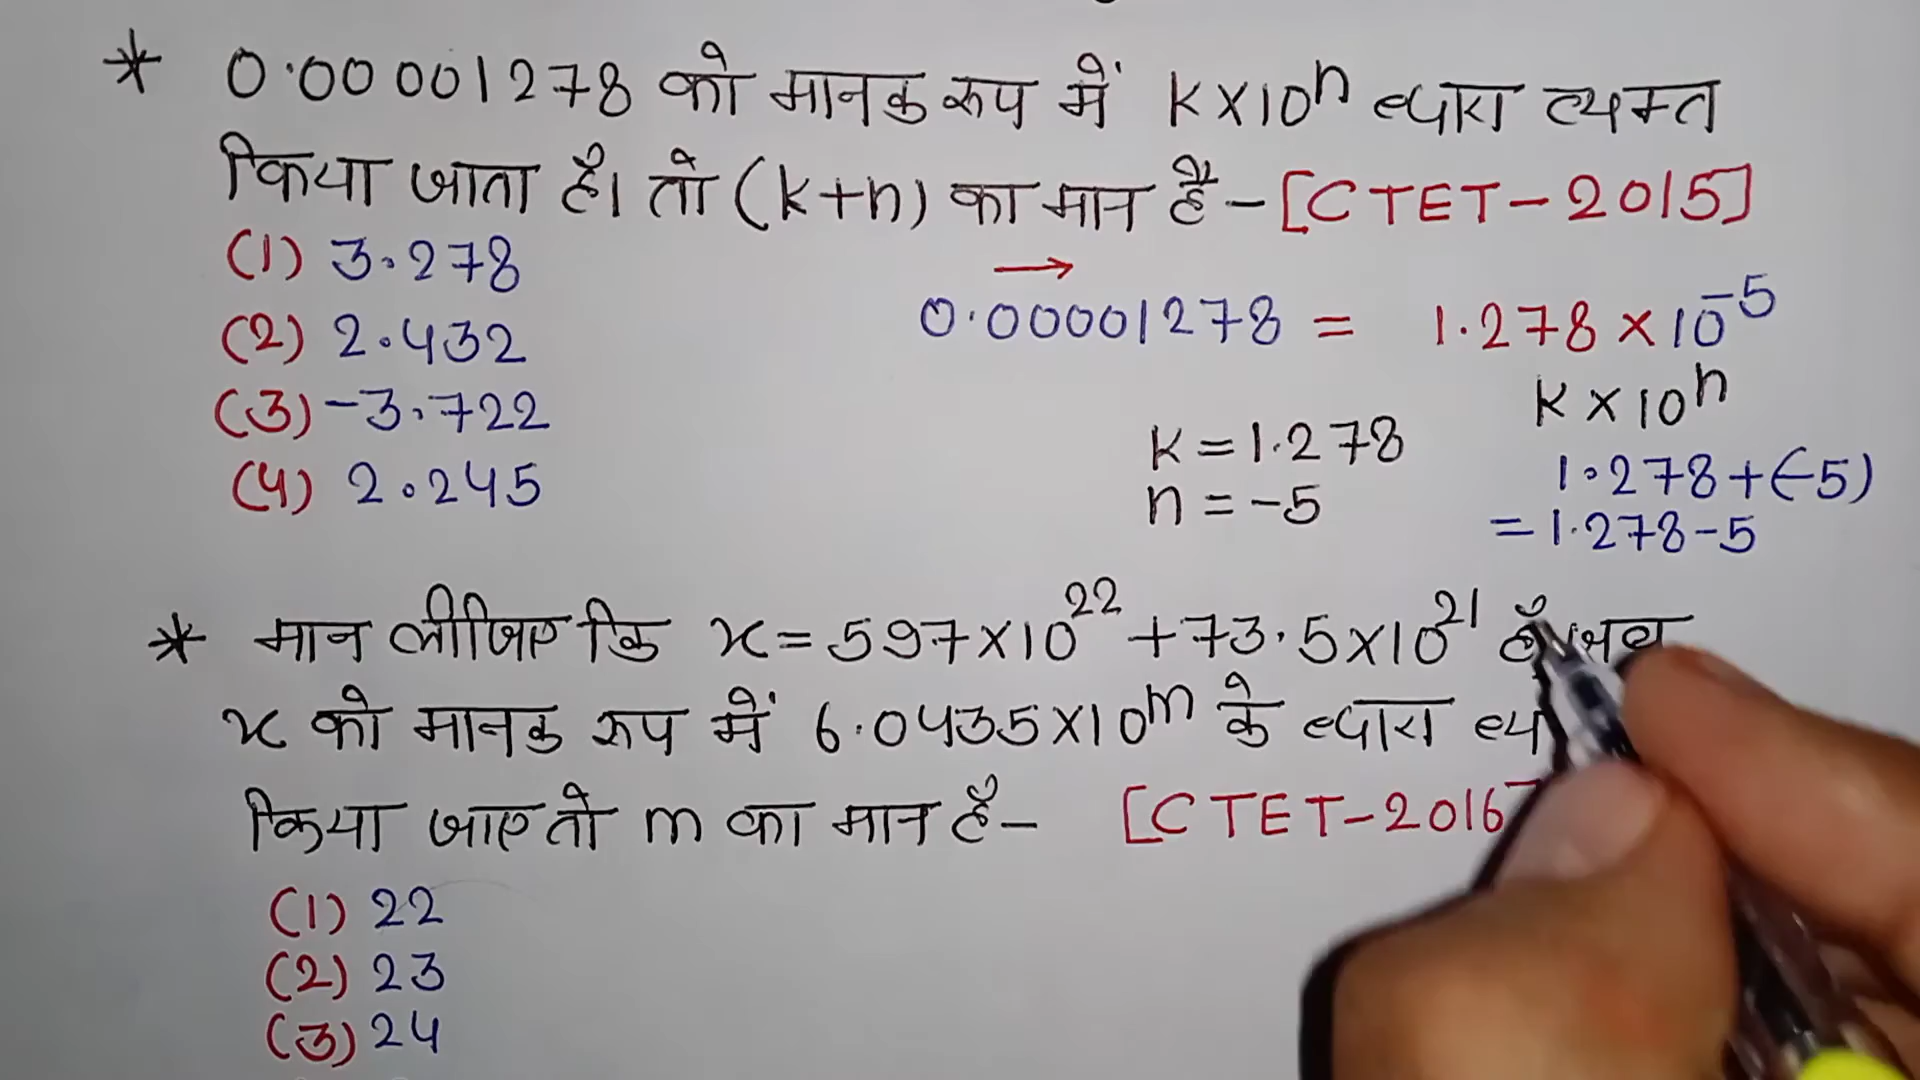 * 0.00001278 को मानक रूप में K×10ⁿ व्दारा व्यक्त
किया जाता है। तो (k+n) का मान है - [CTET-2015]
(1) 3.278
(2) 2.432
(3) -3.722
(4) 2.245
→
0.00001278 = 1.278 × 10⁻⁵
K × 10ⁿ
K = 1.278
n = -5
1.278+(-5)
= 1.278-5
* मान लीजिए कि x = 597×10²² + 73.5×10²¹ है
x को मानक रूप में 6.0435×10ᵐ के व्दारा
किया जाए तो m का मान है - [CTET-2016]
(1) 22
(2) 23
(3) 24